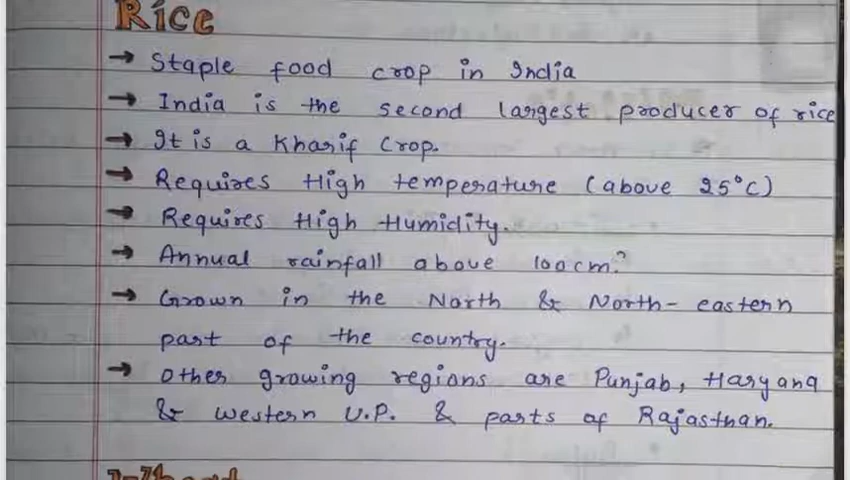 Rice
→ Staple food crop in India
→ India is the second largest producer of rice
→ It is a Kharif Crop.
→ Requires High temperature (above 25°C)
→ Requires High Humidity.
→ Annual rainfall above 100cm.
→ Grown in the North & North-eastern
part of the country.
→ Other growing regions are Punjab, Haryana
& western U.P. & parts of Rajasthan.